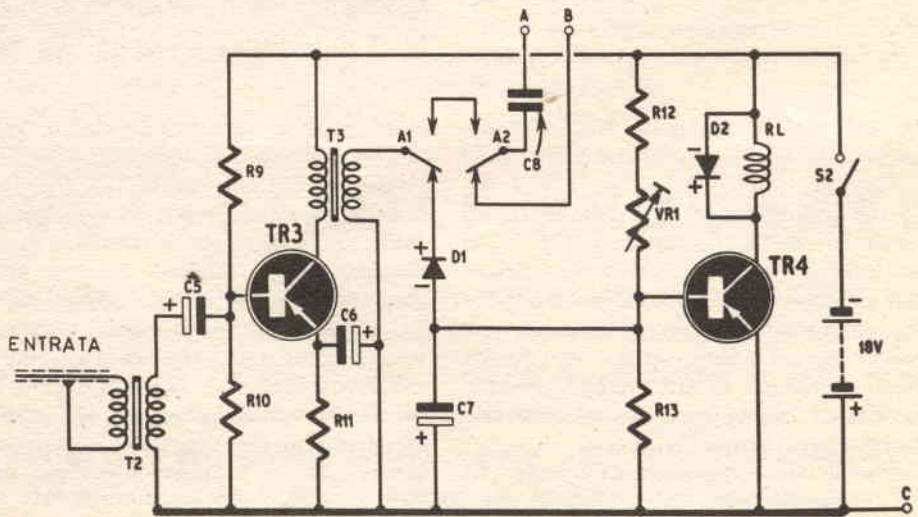 A
B
T3
A1
A2
C8
R12
D2
RL
−
+
S2
R9
VR1
TR3
+
D1
−
TR4
+
C5
C6
+
−
18V
+
ENTRATA
R10
R11
C7
+
R13
T2
C